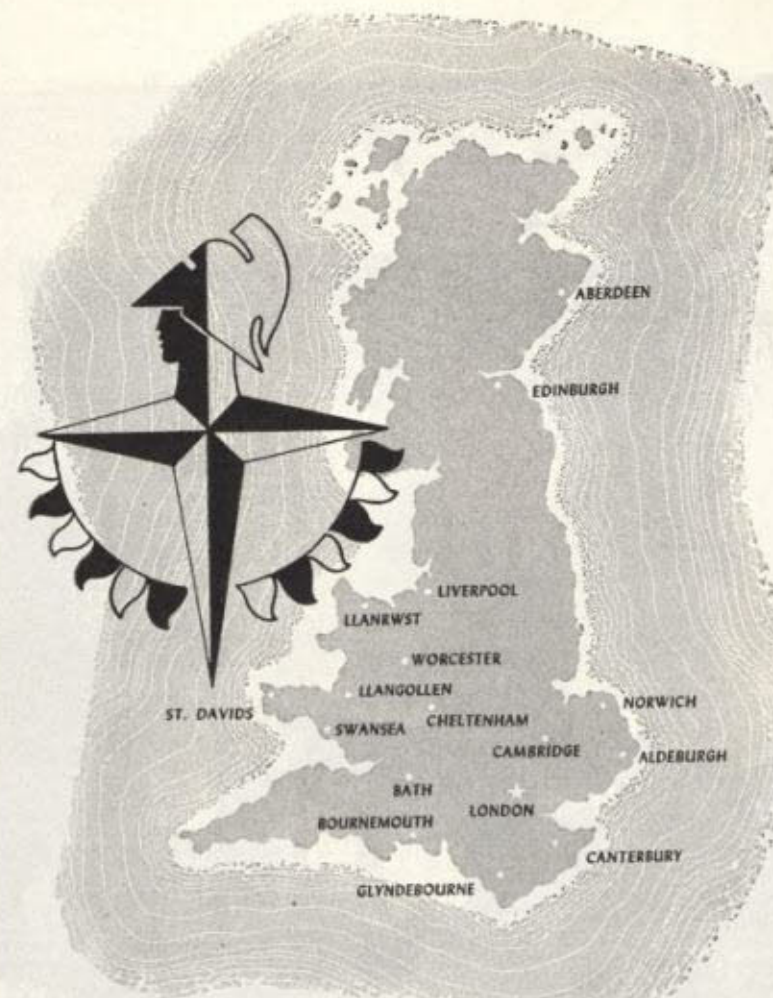 ABERDEEN
EDINBURGH
LIVERPOOL
LLANRWST
WORCESTER
LLANGOLLEN
ST. DAVIDS
NORWICH
CHELTENHAM
SWANSEA
CAMBRIDGE
ALDEBURGH
BATH
LONDON
BOURNEMOUTH
CANTERBURY
GLYNDEBOURNE